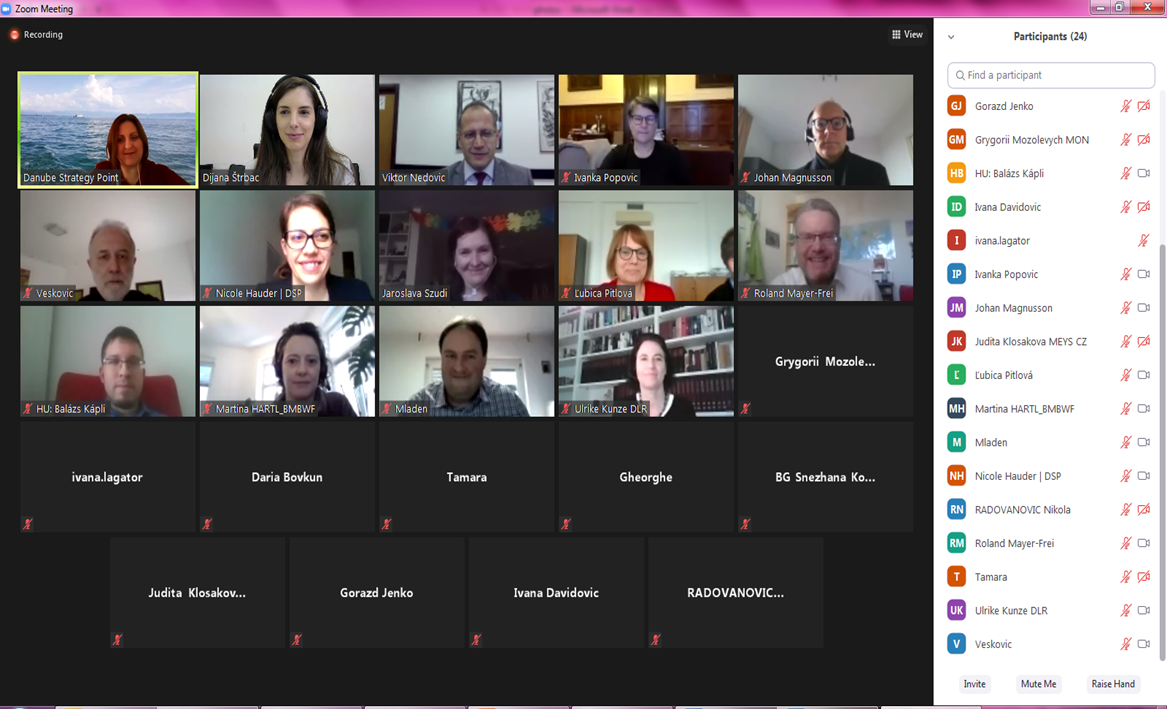 Zoom Meeting
Recording
View
Danube Strategy Point
Dijana Štrbac
Viktor Nedovic
Ivanka Popovic
Johan Magnusson
Veskovic
Nicole Hauder | DSP
Jaroslava Szudi
Ľubica Pitlová
Roland Mayer-Frei
HU: Balázs Kápli
Martina HARTL_BMBWF
Mladen
Ulrike Kunze DLR
Grygorii Mozole...
ivana.lagator
Daria Bovkun
Tamara
Gheorghe
BG Snezhana Ko...
Judita Klosakov...
Gorazd Jenko
Ivana Davidovic
RADOVANOVIC...
Participants (24)
Find a participant
GJ Gorazd Jenko
GM Grygorii Mozolevych MON
HB HU: Balázs Kápli
ID Ivana Davidovic
I ivana.lagator
IP Ivanka Popovic
JM Johan Magnusson
JK Judita Klosakova MEYS CZ
Ľ Ľubica Pitlová
MH Martina HARTL_BMBWF
M Mladen
NH Nicole Hauder | DSP
RN RADOVANOVIC Nikola
RM Roland Mayer-Frei
T Tamara
UK Ulrike Kunze DLR
V Veskovic
Invite
Mute Me
Raise Hand